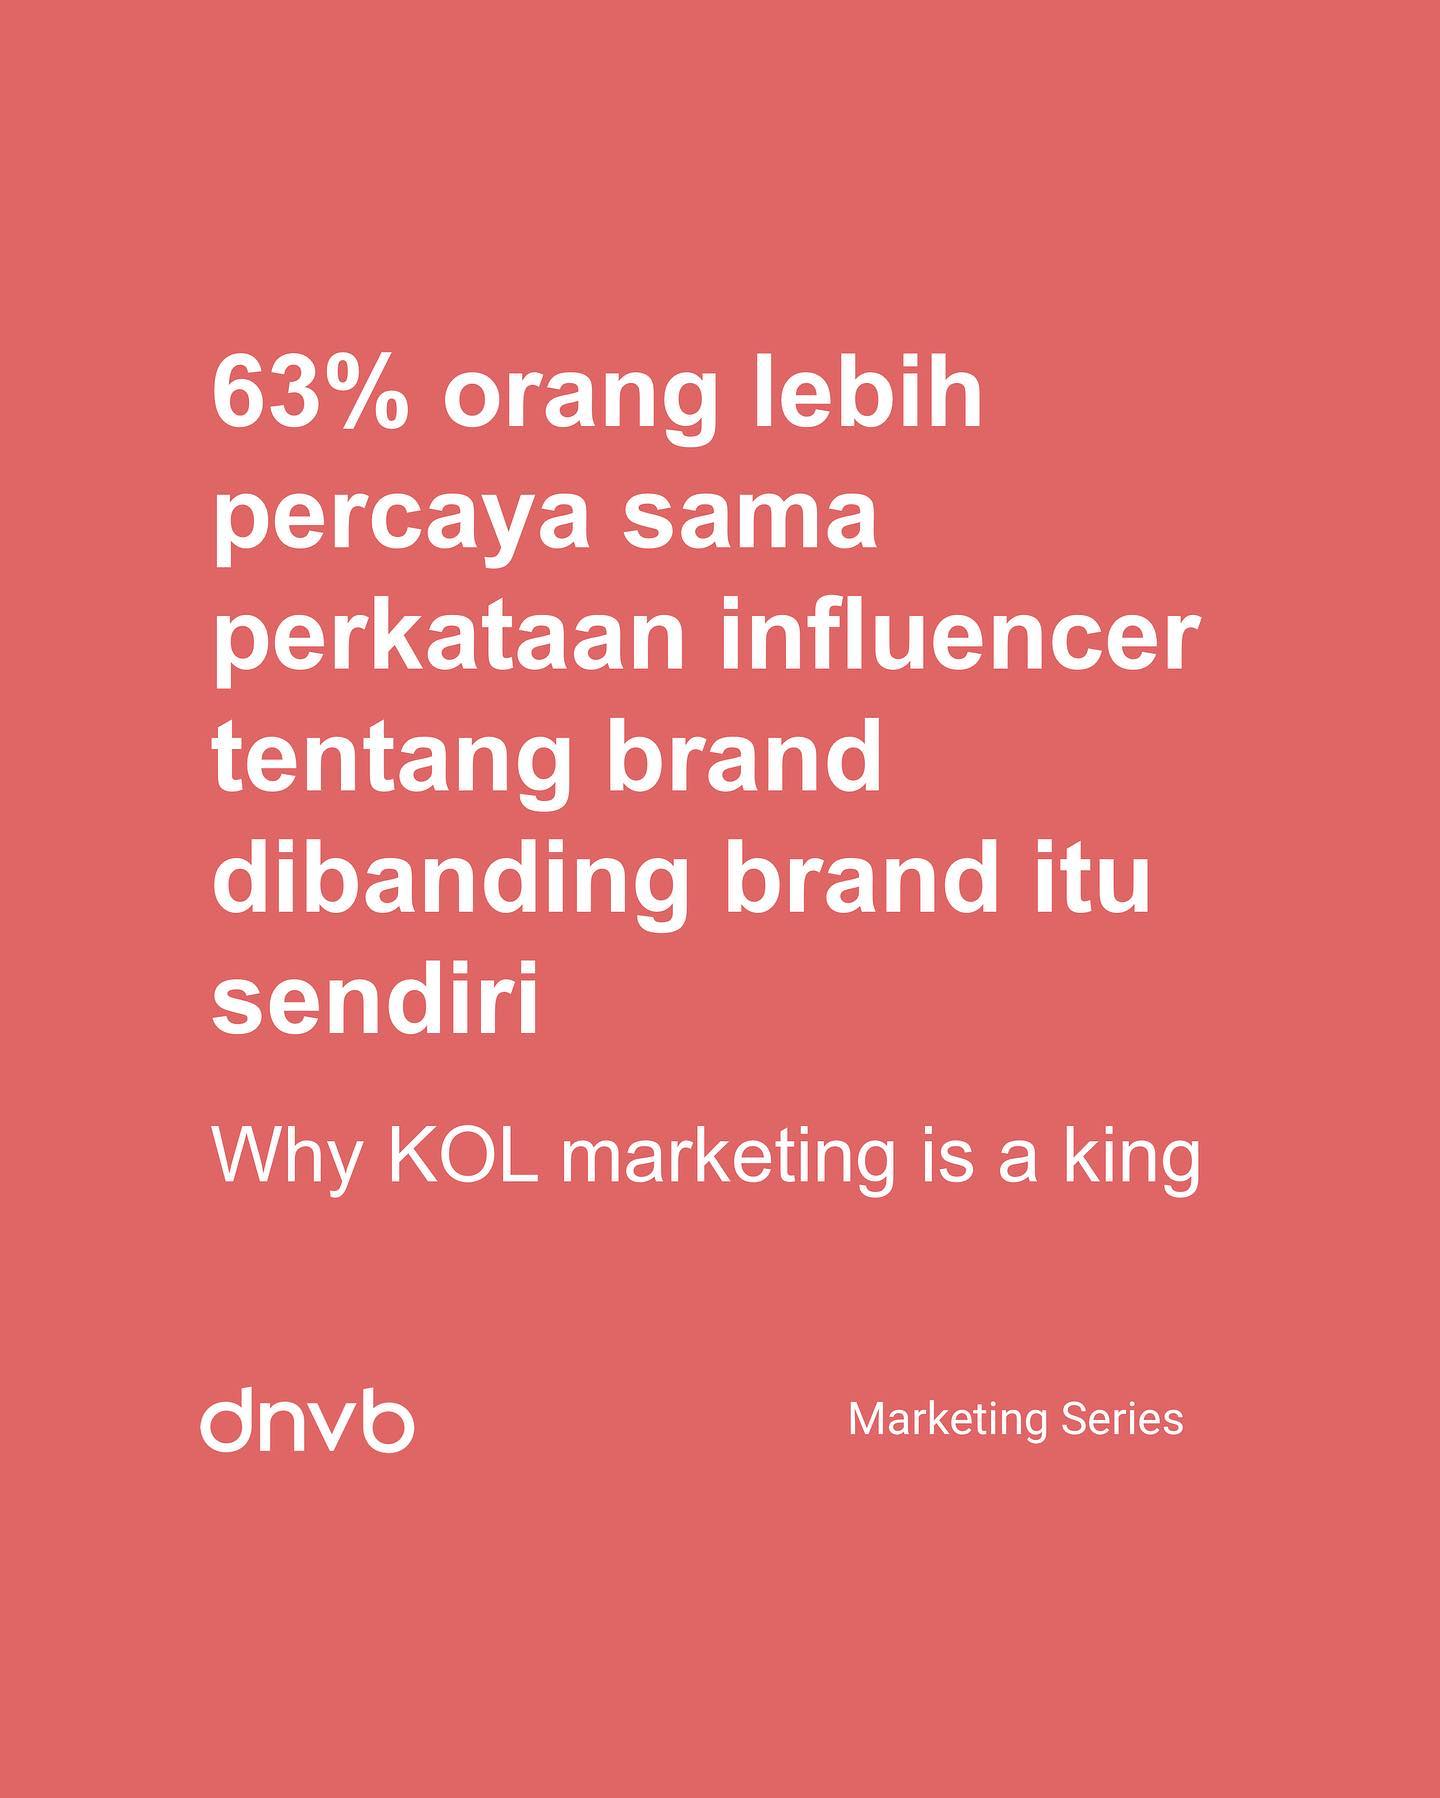 63% orang lebih
percaya sama
perkataan influencer
tentang brand
dibanding brand itu
sendiri
Why KOL marketing is a king
dnvb
Marketing Series